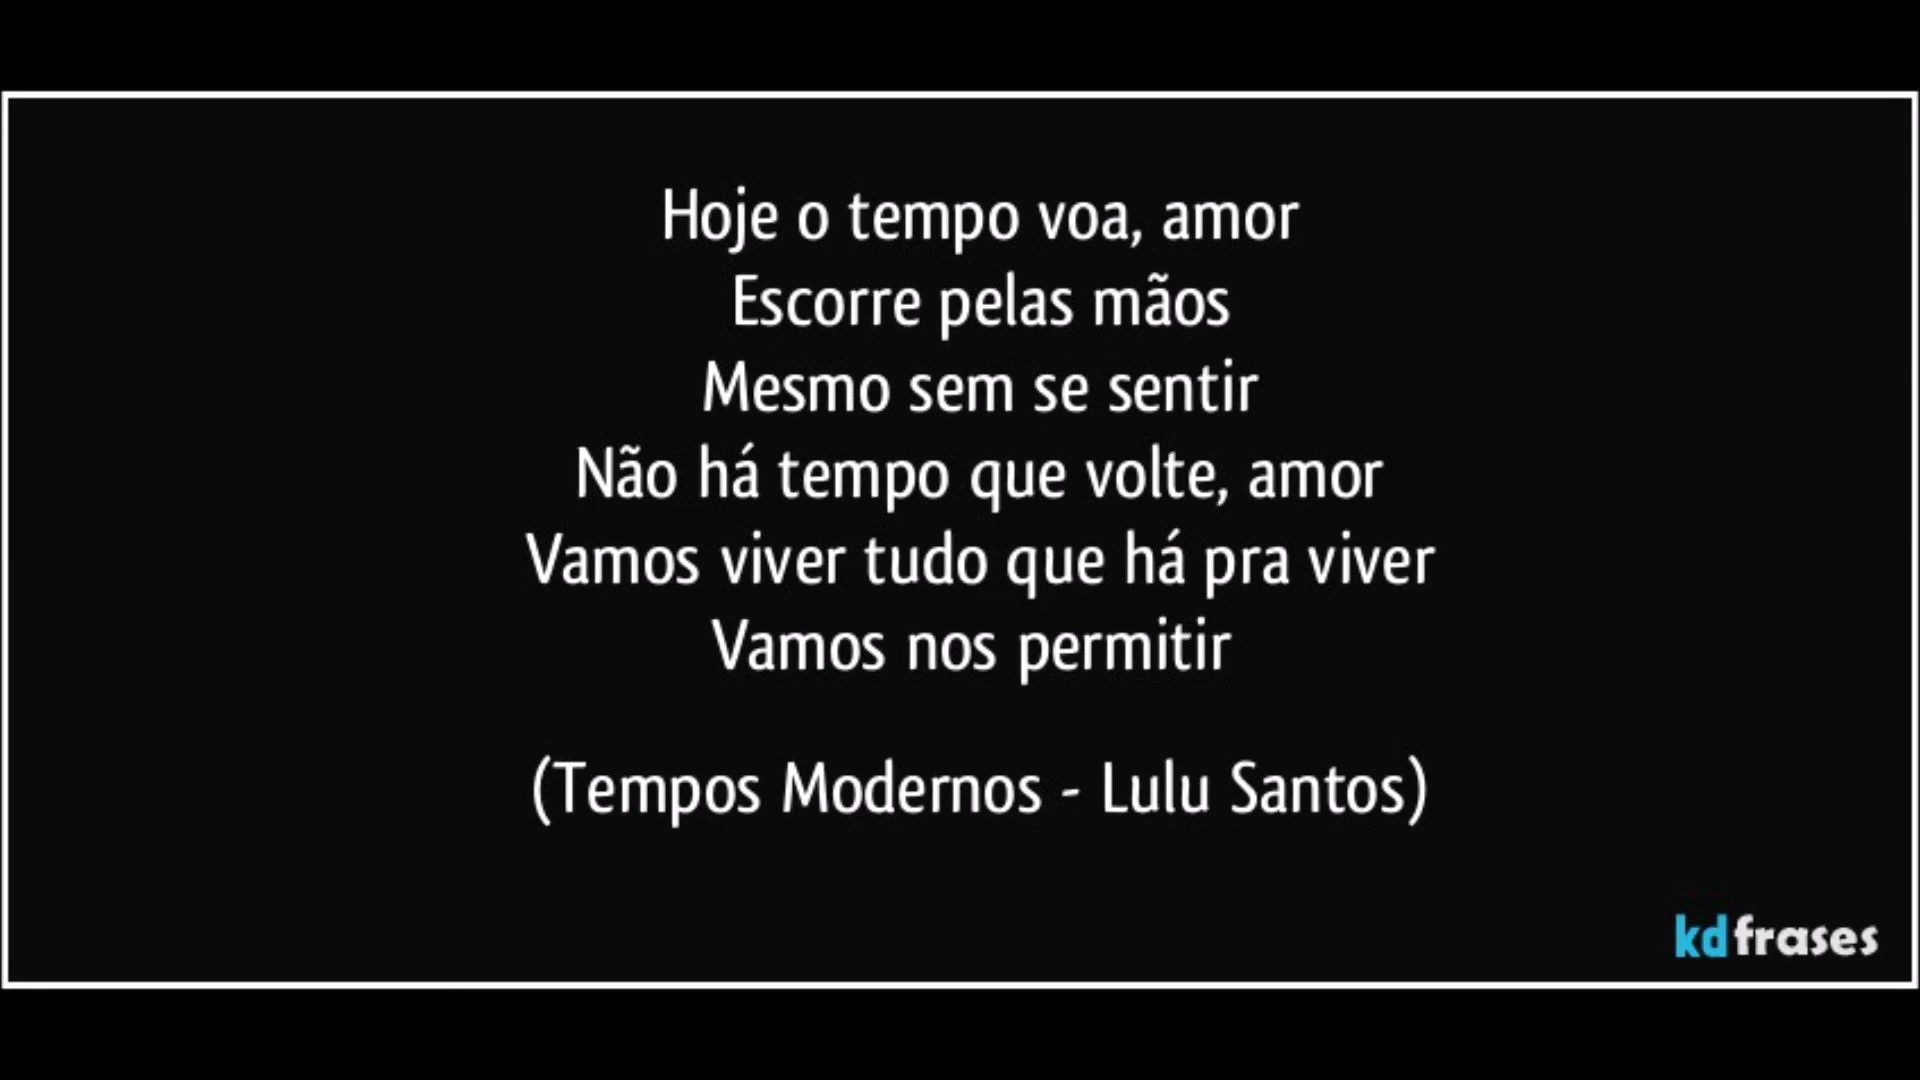 Hoje o tempo voa, amor
Escorre pelas mãos
Mesmo sem se sentir
Não há tempo que volte, amor
Vamos viver tudo que há pra viver
Vamos nos permitir
(Tempos Modernos - Lulu Santos)
kdfrases